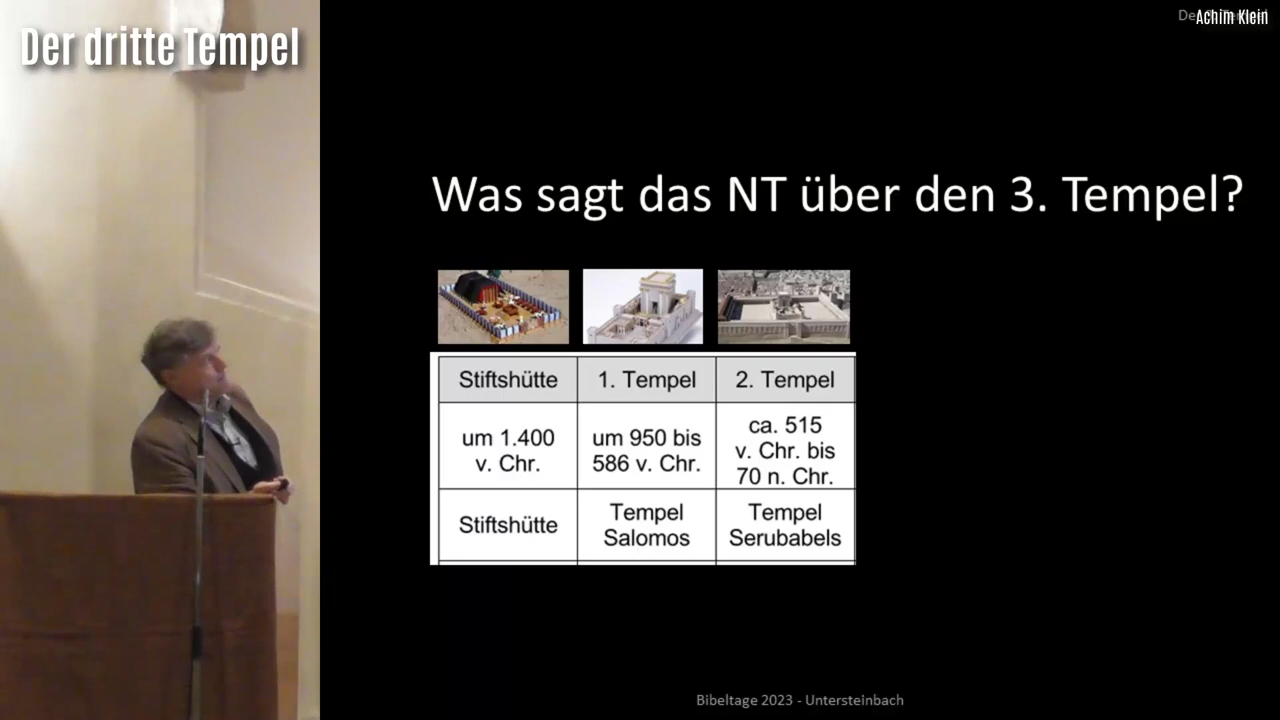 Der dritte Tempel
Achim Klein
Was sagt das NT über den 3. Tempel?
Stiftshütte
1. Tempel
2. Tempel
um 1.400
v. Chr.
um 950 bis
586 v. Chr.
ca. 515
v. Chr. bis
70 n. Chr.
Stiftshütte
Tempel
Salomos
Tempel
Serubabels
Bibeltage 2023 - Untersteinbach